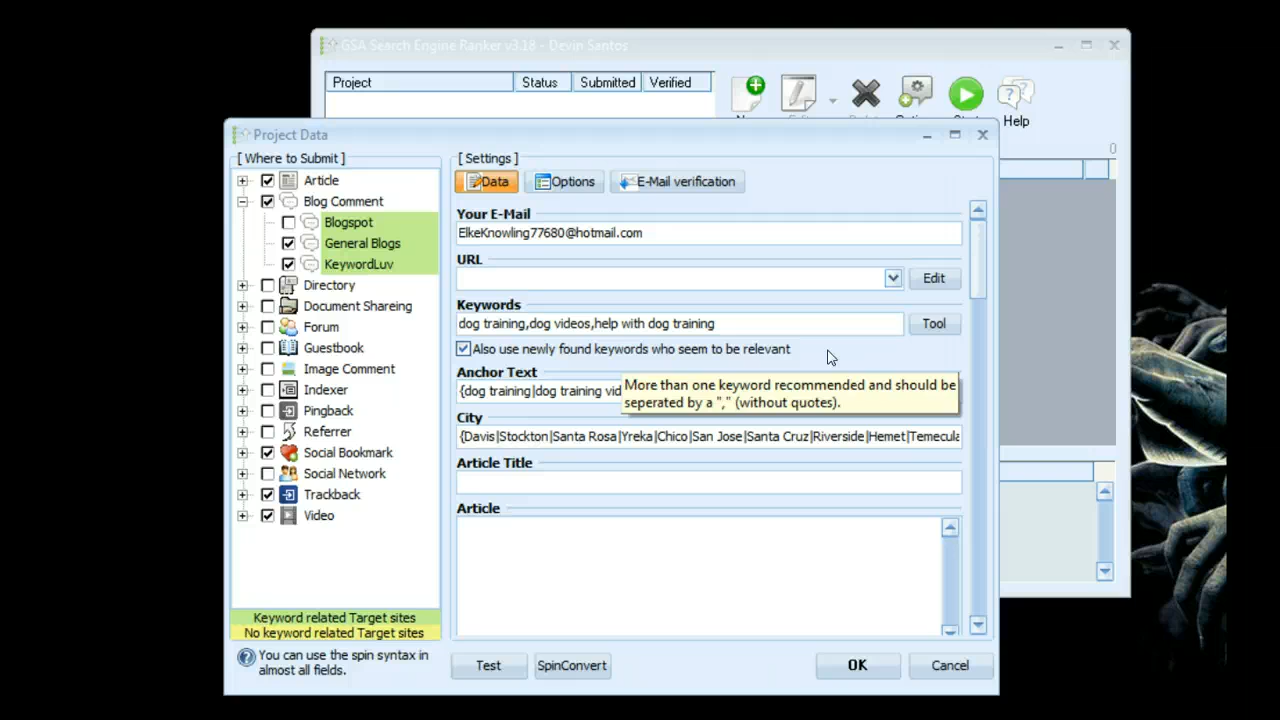 GSA Search Engine Ranker v3.18 - Devin Santos
Project Status Submitted Verified
Help
0
Project Data
[ Where to Submit ]
Article
Blog Comment
Blogspot
General Blogs
KeywordLuv
Directory
Document Shareing
Forum
Guestbook
Image Comment
Indexer
Pingback
Referrer
Social Bookmark
Social Network
Trackback
Video
Keyword related Target sites
No keyword related Target sites
You can use the spin syntax in
almost all fields.
[ Settings ]
Data Options E-Mail verification
Your E-Mail
ElkeKnowling77680@hotmail.com
URL
Edit
Keywords
dog training,dog videos,help with dog training
Tool
Also use newly found keywords who seem to be relevant
Anchor Text
{dog training|dog training vid
More than one keyword recommended and should be
seperated by a "," (without quotes).
City
{Davis|Stockton|Santa Rosa|Yreka|Chico|San Jose|Santa Cruz|Riverside|Hemet|Temecula
Article Title
Article
Test SpinConvert OK Cancel